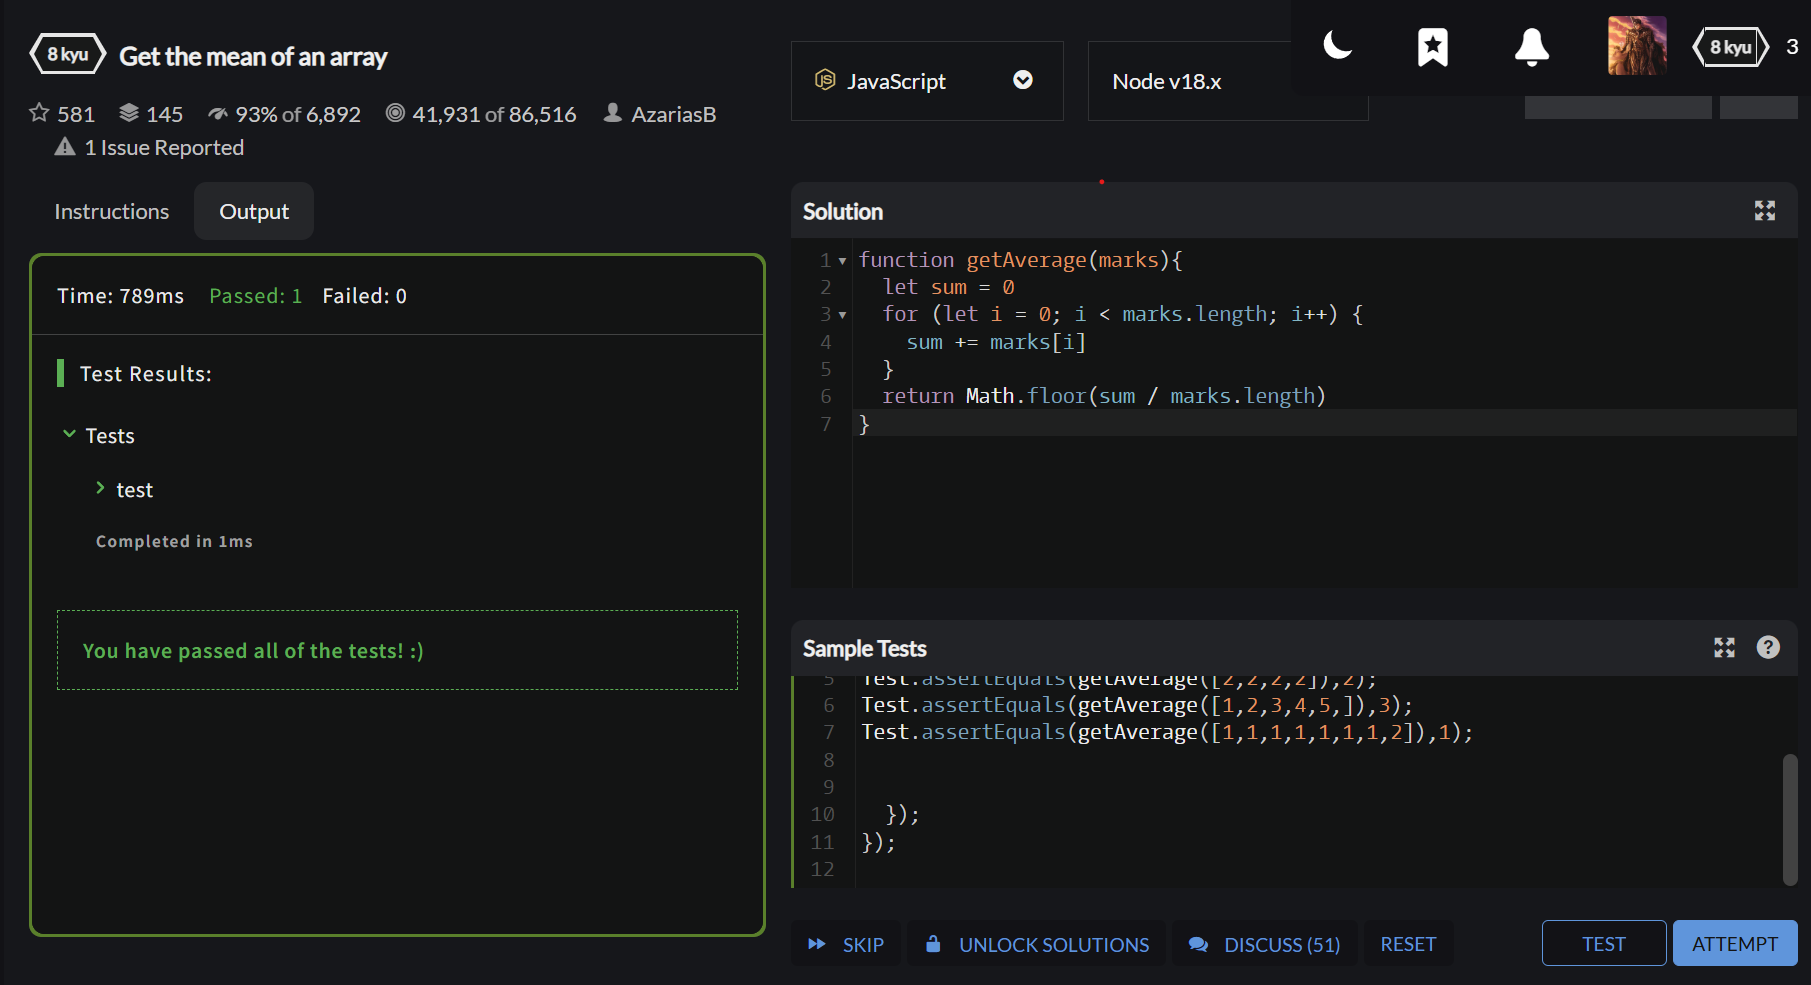 8 kyu Get the mean of an array
581 145 93% of 6,892 41,931 of 86,516 AzariasB
1 Issue Reported
JavaScript
Node v18.x
8 kyu 3
Instructions Output
Time: 789ms Passed: 1 Failed: 0
Test Results:
Tests
test
Completed in 1ms
You have passed all of the tests! :)
Solution
1 function getAverage(marks){
2 let sum = 0
3 for (let i = 0; i < marks.length; i++) {
4 sum += marks[i]
5 }
6 return Math.floor(sum / marks.length)
7 }
Sample Tests
5 Test.assertEquals(getAverage([2,2,2,2]),2);
6 Test.assertEquals(getAverage([1,2,3,4,5,]),3);
7 Test.assertEquals(getAverage([1,1,1,1,1,1,1,2]),1);
8
9
10 });
11 });
12
SKIP UNLOCK SOLUTIONS DISCUSS (51) RESET TEST ATTEMPT